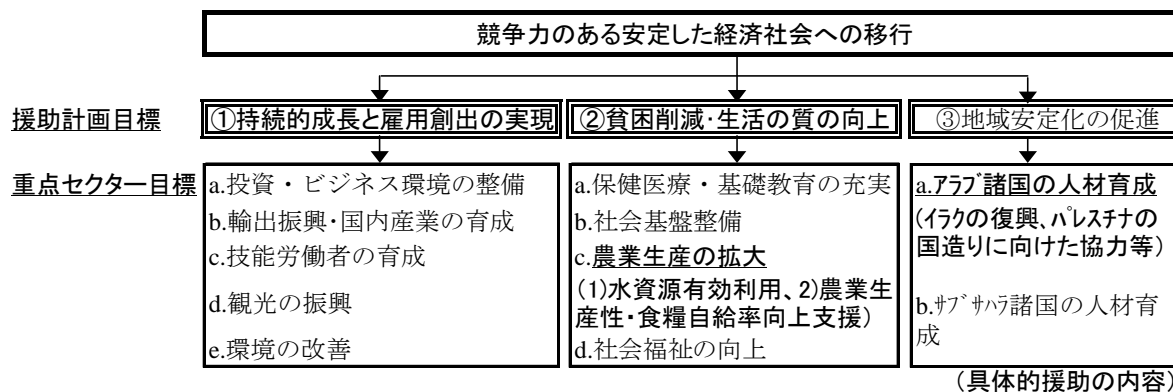 競争力のある安定した経済社会への移行
援助計画目標
①持続的成長と雇用創出の実現
②貧困削減･生活の質の向上
③地域安定化の促進
重点セクター目標
a.投資・ビジネス環境の整備
b.輸出振興･国内産業の育成
c.技能労働者の育成
d.観光の振興
e.環境の改善
a.保健医療・基礎教育の充実
b.社会基盤整備
c.農業生産の拡大
(1)水資源有効利用、2)農業生
産性・食糧自給率向上支援)
d.社会福祉の向上
a.アラブ諸国の人材育成
(イラクの復興、パレスチナの
国造りに向けた協力等)
b.サブサハラ諸国の人材育
成
(具体的援助の内容)